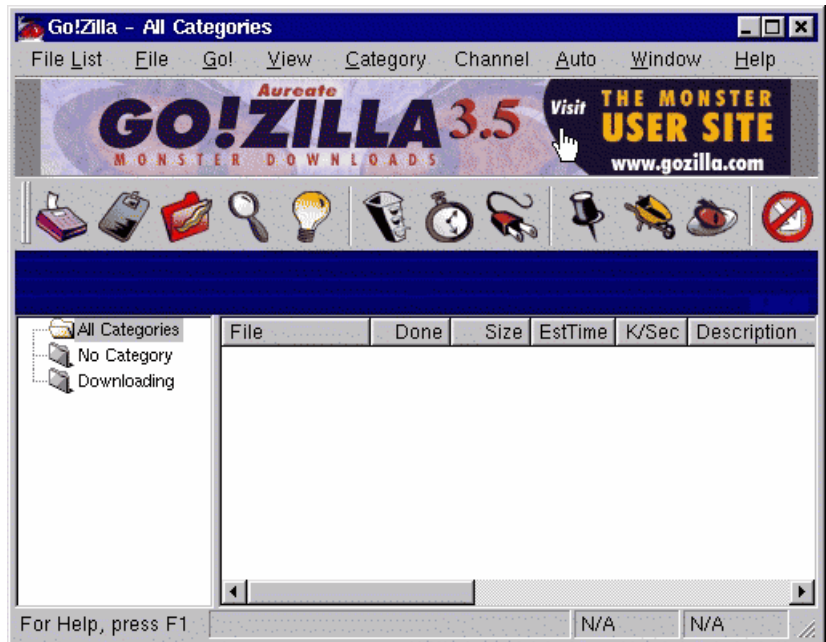 Go!Zilla - All Categories
File List File Go! View Category Channel Auto Window Help
Aureate
GO!ZILLA 3.5
MONSTER DOWNLOADS
Visit THE MONSTER
USER SITE
www.gozilla.com
All Categories
No Category
Downloading
File Done Size EstTime K/Sec Description
For Help, press F1 N/A N/A